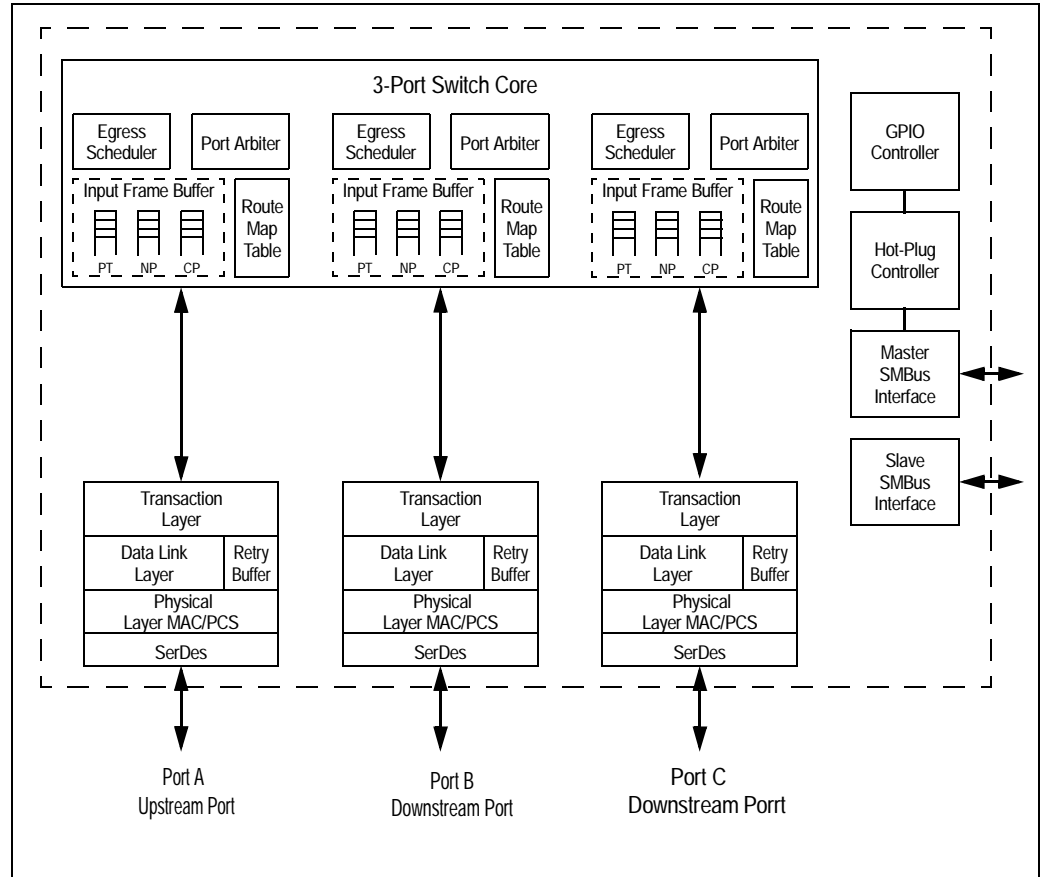 3-Port Switch Core
Egress
Scheduler
Port Arbiter
Input Frame Buffer
PT NP CP
Route
Map
Table
Egress
Scheduler
Port Arbiter
Input Frame Buffer
PT NP CP
Route
Map
Table
Egress
Scheduler
Port Arbiter
Input Frame Buffer
PT NP CP
Route
Map
Table
GPIO
Controller
Hot-Plug
Controller
Master
SMBus
Interface
Slave
SMBus
Interface
Transaction
Layer
Data Link
Layer
Retry
Buffer
Physical
Layer MAC/PCS
SerDes
Transaction
Layer
Data Link
Layer
Retry
Buffer
Physical
Layer MAC/PCS
SerDes
Transaction
Layer
Data Link
Layer
Retry
Buffer
Physical
Layer MAC/PCS
SerDes
Port A
Upstream Port
Port B
Downstream Port
Port C
Downstream Porrt